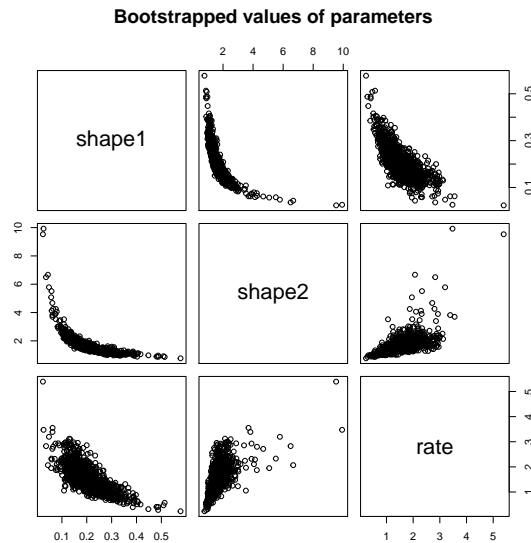 Bootstrapped values of parameters
2 4 6 8 10
shape1
0.1 0.3 0.5
2 4 6 8 10
shape2
rate
1 2 3 4 5
0.1 0.2 0.3 0.4 0.5
1 2 3 4 5